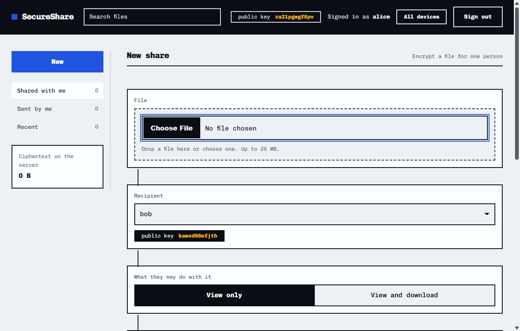 SecureShare
Search files
public key
Signed in as alice
All devices
Sign out
New
Shared with me 0
Sent by me 0
Recent 0
Ciphertext on the server
0 B
New share
Encrypt a file for one person
File
Choose File No file chosen
Drop a file here or choose one. Up to 25 MB.
Recipient
bob
public key
What they may do with it
View only
View and download